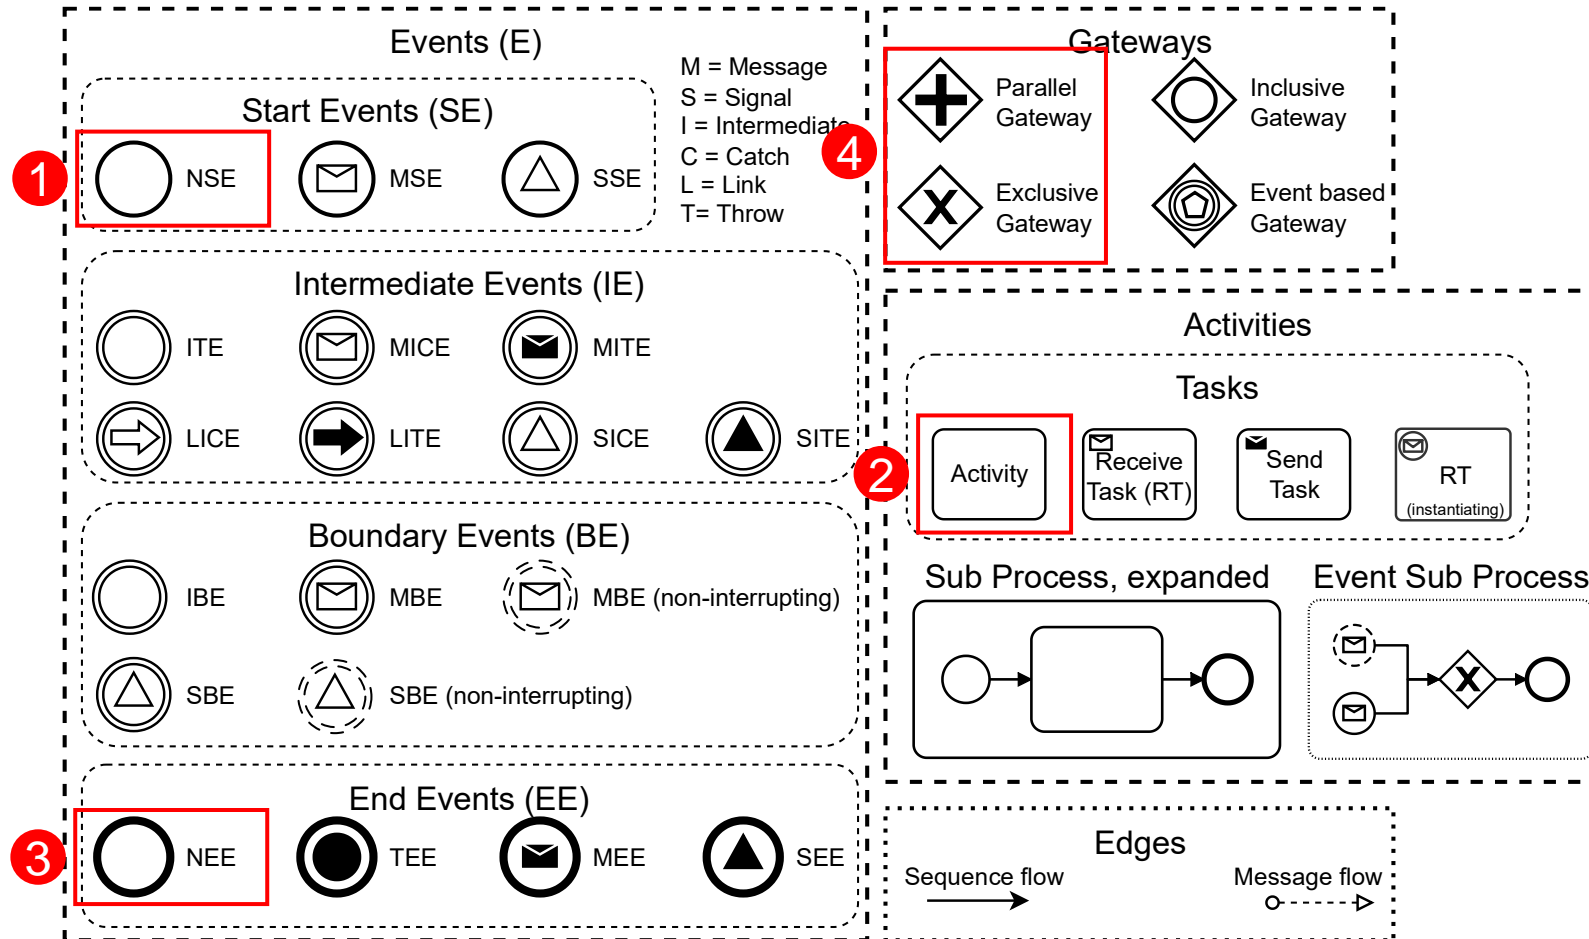 Events (E)
M = Message
S = Signal
I = Intermediate
C = Catch
L = Link
T= Throw
Start Events (SE)
1
NSE
MSE
SSE
Intermediate Events (IE)
ITE
MICE
MITE
LICE
LITE
SICE
SITE
Boundary Events (BE)
IBE
MBE
MBE (non-interrupting)
SBE
SBE (non-interrupting)
End Events (EE)
3
NEE
TEE
MEE
SEE
Gateways
4
Parallel
Gateway
Inclusive
Gateway
X
Exclusive
Gateway
Event based
Gateway
Activities
Tasks
2
Activity
Receive
Task (RT)
Send
Task
RT
(instantiating)
Sub Process, expanded
Event Sub Process
X
Edges
Sequence flow
Message flow